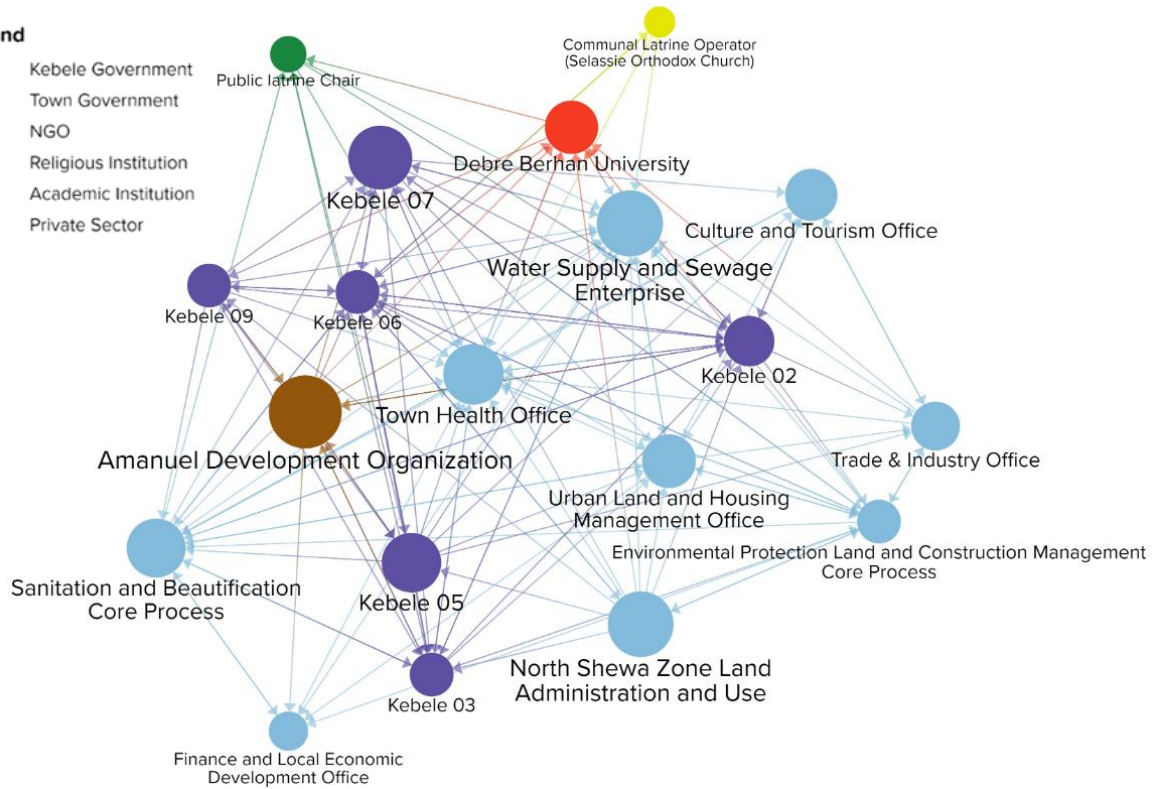 nd
Kebele Government
Town Government
NGO
Religious Institution
Academic Institution
Private Sector
Public latrine Chair
Communal Latrine Operator
(Selassie Orthodox Church)
Debre Berhan University
Kebele 07
Culture and Tourism Office
Water Supply and Sewage
Enterprise
Kebele 09
Kebele 06
Kebele 02
Town Health Office
Amanuel Development Organization
Trade & Industry Office
Urban Land and Housing
Management Office
Environmental Protection Land and Construction Management
Core Process
Sanitation and Beautification
Core Process
Kebele 05
North Shewa Zone Land
Administration and Use
Kebele 03
Finance and Local Economic
Development Office